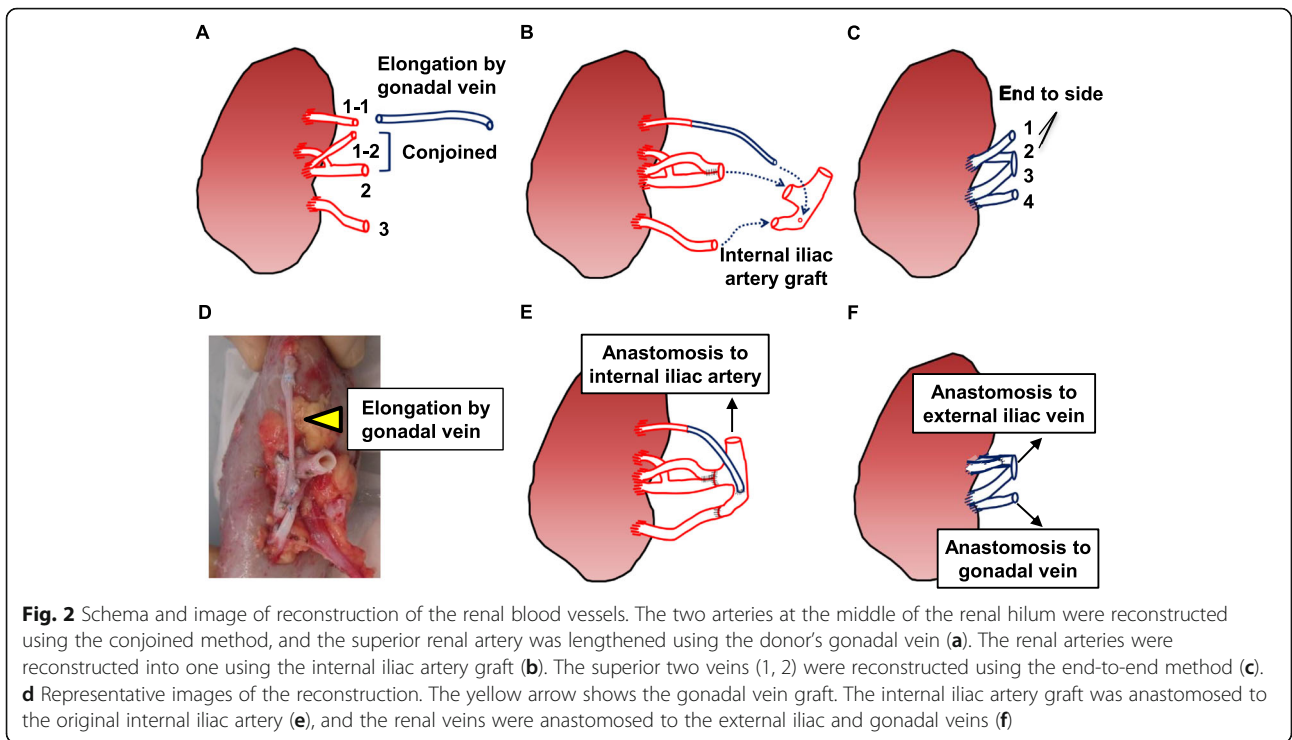 A
Elongation by
gonadal vein
1-1
1-2
Conjoined
2
3
B
Internal iliac
artery graft
C
End to side
1
2
3
4
D
Elongation by
gonadal vein
E
Anastomosis to
internal iliac artery
F
Anastomosis to
external iliac vein
Anastomosis to
gonadal vein
Fig. 2 Schema and image of reconstruction of the renal blood vessels. The two arteries at the middle of the renal hilum were reconstructed
using the conjoined method, and the superior renal artery was lengthened using the donor's gonadal vein (a). The renal arteries were
reconstructed into one using the internal iliac artery graft (b). The superior two veins (1, 2) were reconstructed using the end-to-end method (c).
d Representative images of the reconstruction. The yellow arrow shows the gonadal vein graft. The internal iliac artery graft was anastomosed to
the original internal iliac artery (e), and the renal veins were anastomosed to the external iliac and gonadal veins (f)